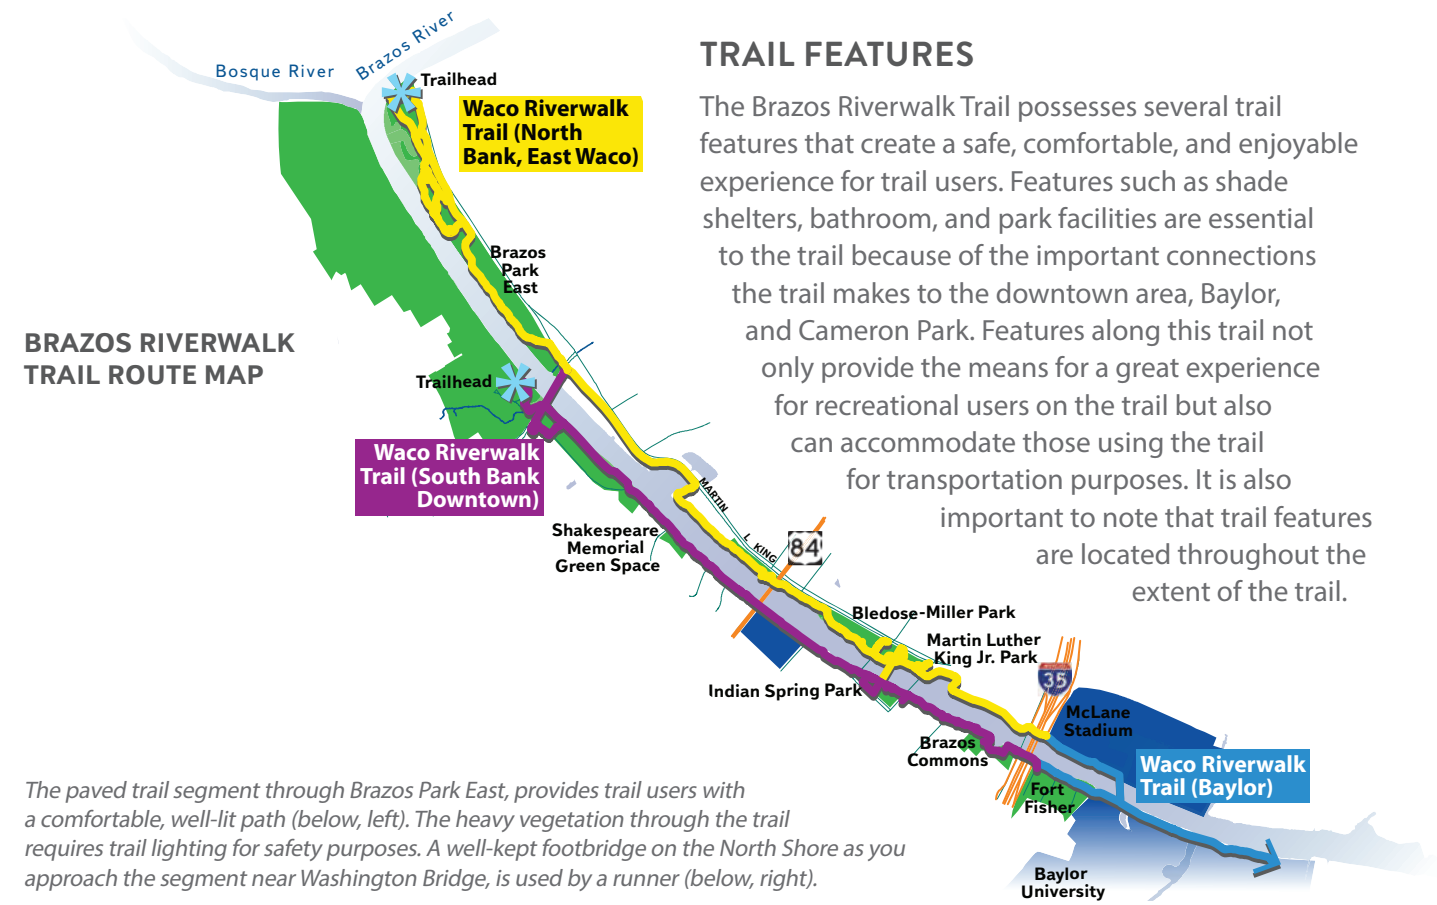 Bosque River
Brazos River
Trailhead
Waco Riverwalk
Trail (North
Bank, East Waco)
TRAIL FEATURES
The Brazos Riverwalk Trail possesses several trail
features that create a safe, comfortable, and enjoyable
experience for trail users. Features such as shade
shelters, bathroom, and park facilities are essential
to the trail because of the important connections
the trail makes to the downtown area, Baylor,
and Cameron Park. Features along this trail not
only provide the means for a great experience
for recreational users on the trail but also
can accommodate those using the trail
for transportation purposes. It is also
important to note that trail features
are located throughout the
extent of the trail.
Brazos
Park
East
BRAZOS RIVERWALK
TRAIL ROUTE MAP
Trailhead
Waco Riverwalk
Trail (South Bank
Downtown)
MARTIN
L KING
84
Shakespeare
Memorial
Green Space
Bledose-Miller Park
Martin Luther
King Jr. Park
35
Indian Spring Park
McLane
Stadium
Brazos
Commons
Waco Riverwalk
Trail (Baylor)
Fort
Fisher
Baylor
University
The paved trail segment through Brazos Park East, provides trail users with
a comfortable, well-lit path (below, left). The heavy vegetation through the trail
requires trail lighting for safety purposes. A well-kept footbridge on the North Shore as you
approach the segment near Washington Bridge, is used by a runner (below, right).